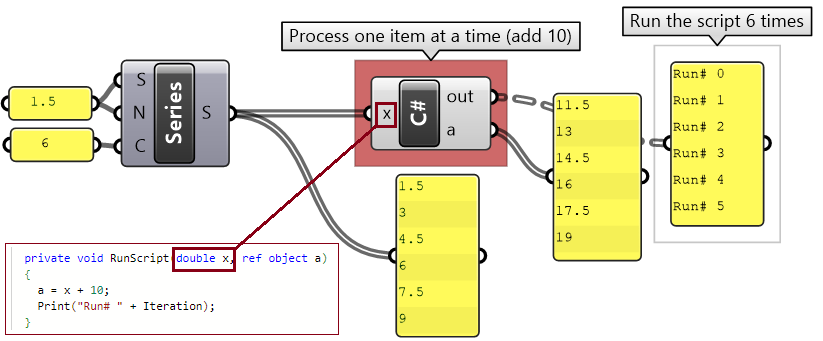 Process one item at a time (add 10)
Run the script 6 times
1.5
6
S
N
C
Series
S
x
C#
out
a
1.5
3
4.5
6
7.5
9
11.5
13
14.5
16
17.5
19
Run# 0
Run# 1
Run# 2
Run# 3
Run# 4
Run# 5
private void RunScript(double x, ref object a)
{
a = x + 10;
Print("Run# " + Iteration);
}